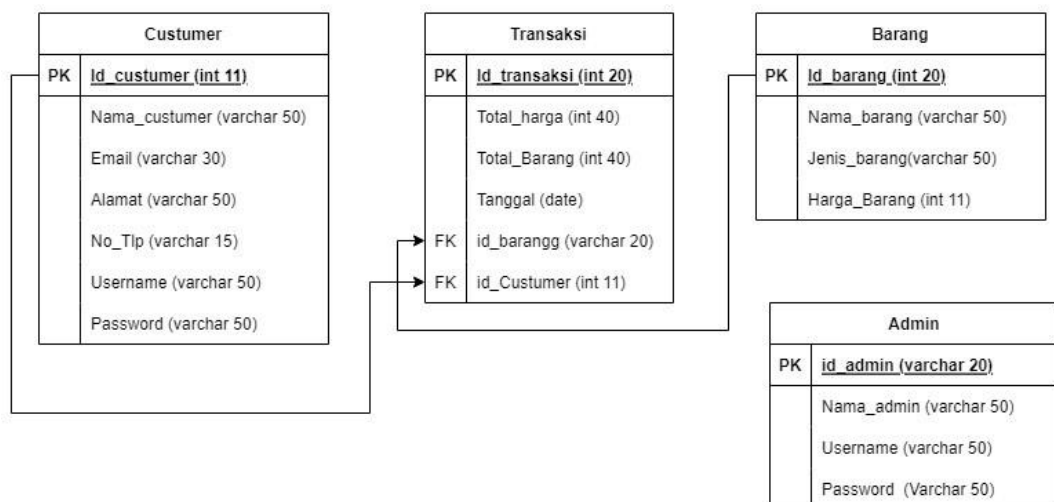 Custumer
PK Id_custumer (int 11)
Nama_custumer (varchar 50)
Email (varchar 30)
Alamat (varchar 50)
No_Tlp (varchar 15)
Username (varchar 50)
Password (varchar 50)
Transaksi
PK Id_transaksi (int 20)
Total_harga (int 40)
Total_Barang (int 40)
Tanggal (date)
FK id_barangg (varchar 20)
FK id_Custumer (int 11)
Barang
PK Id_barang (int 20)
Nama_barang (varchar 50)
Jenis_barang(varchar 50)
Harga_Barang (int 11)
Admin
PK id_admin (varchar 20)
Nama_admin (varchar 50)
Username (varchar 50)
Password (Varchar 50)